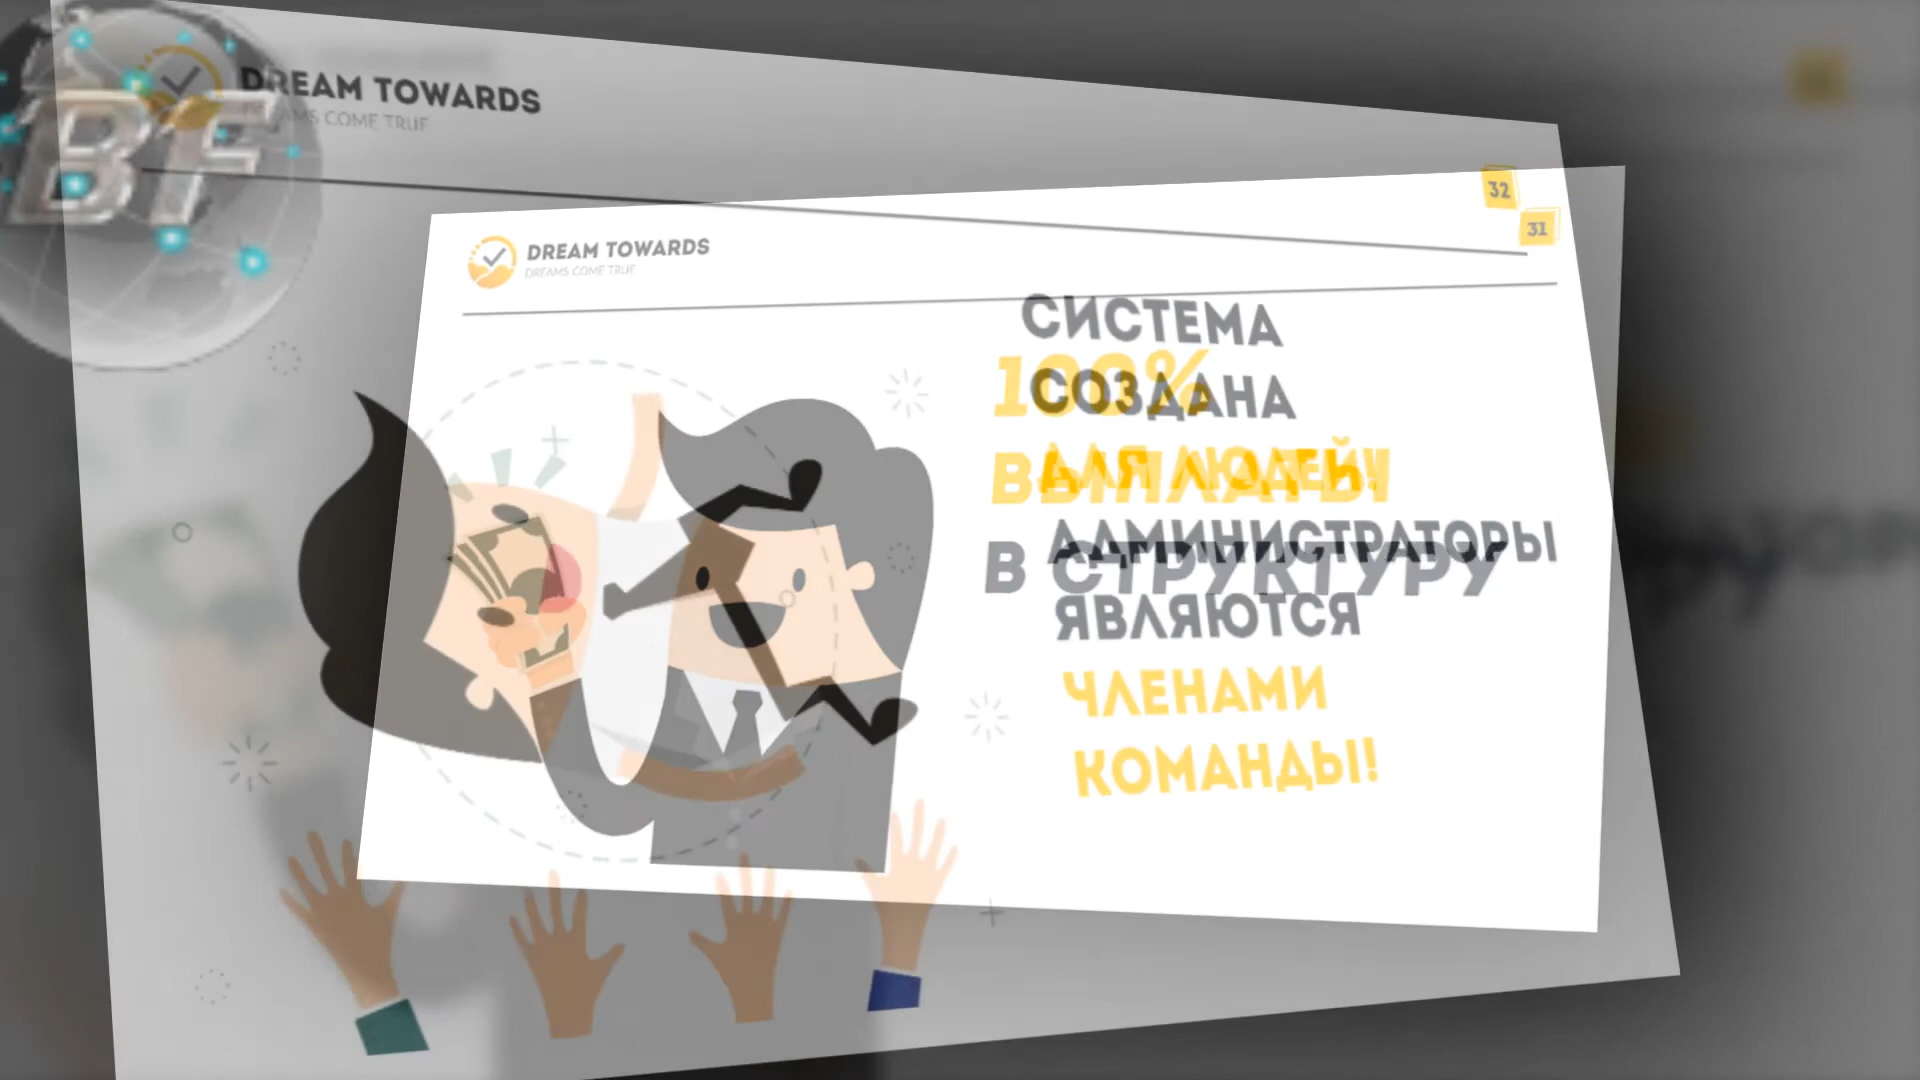 BF
DREAM TOWARDS
DREAMS COME TRUE
DREAM TOWARDS
DREAMS COME TRUE
32
31
СИСТЕМА
СОЗДАНА
ДЛЯ ЛЮДЕЙ!
АДМИНИСТРАТОРЫ
ЯВЛЯЮТСЯ
ЧЛЕНАМИ
КОМАНДЫ!
100%
ВЫПЛАТЫ
В СТРУКТУРУ